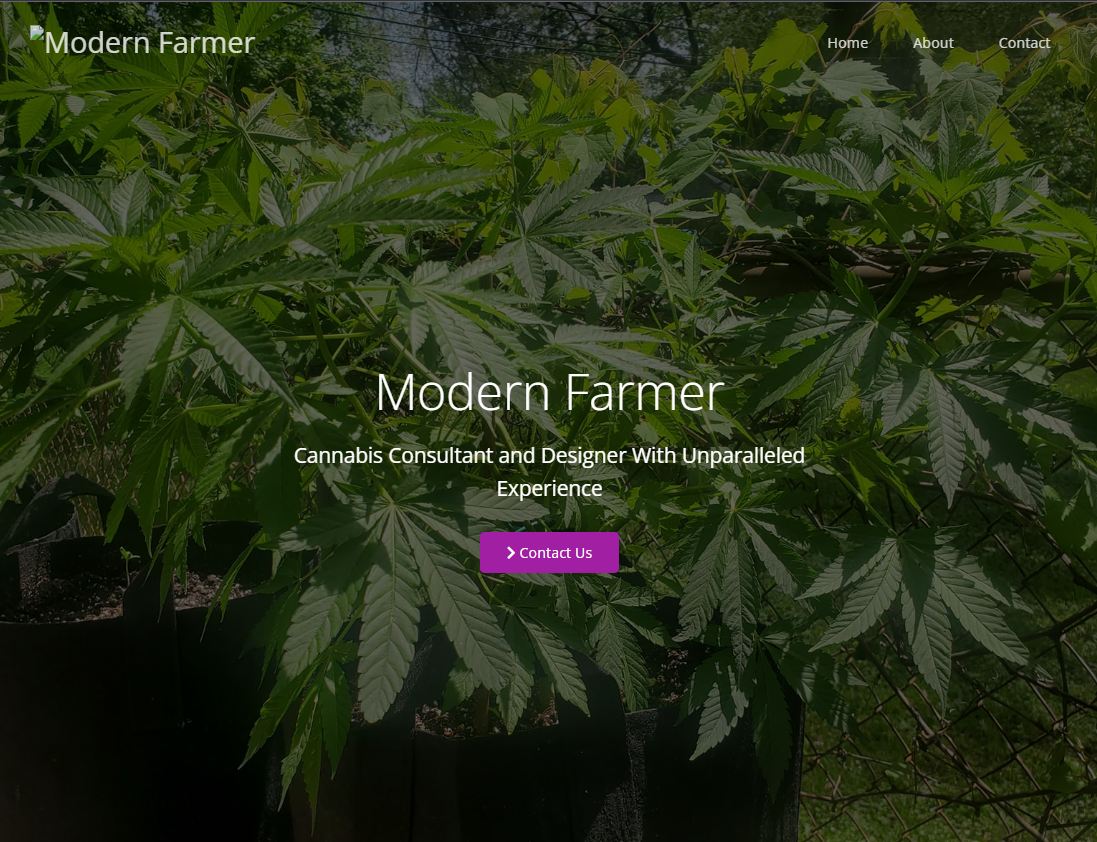 Modern Farmer
Home About Contact
Modern Farmer
Cannabis Consultant and Designer With Unparalleled
Experience
Contact Us